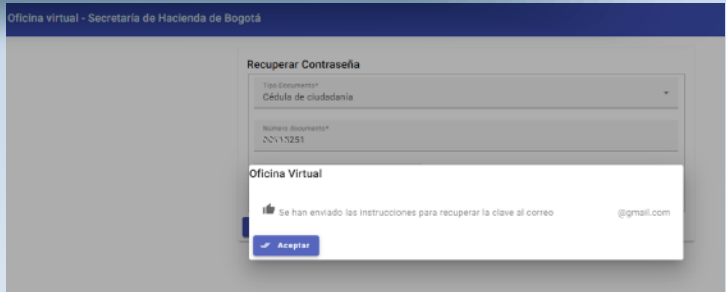 Oficina virtual - Secretaría de Hacienda de Bogotá
Recuperar Contraseña
Tipo Documento*
Cédula de ciudadanía
Número documento*
Oficina Virtual
Se han enviado las instrucciones para recuperar la clave al correo @gmail.com
Aceptar